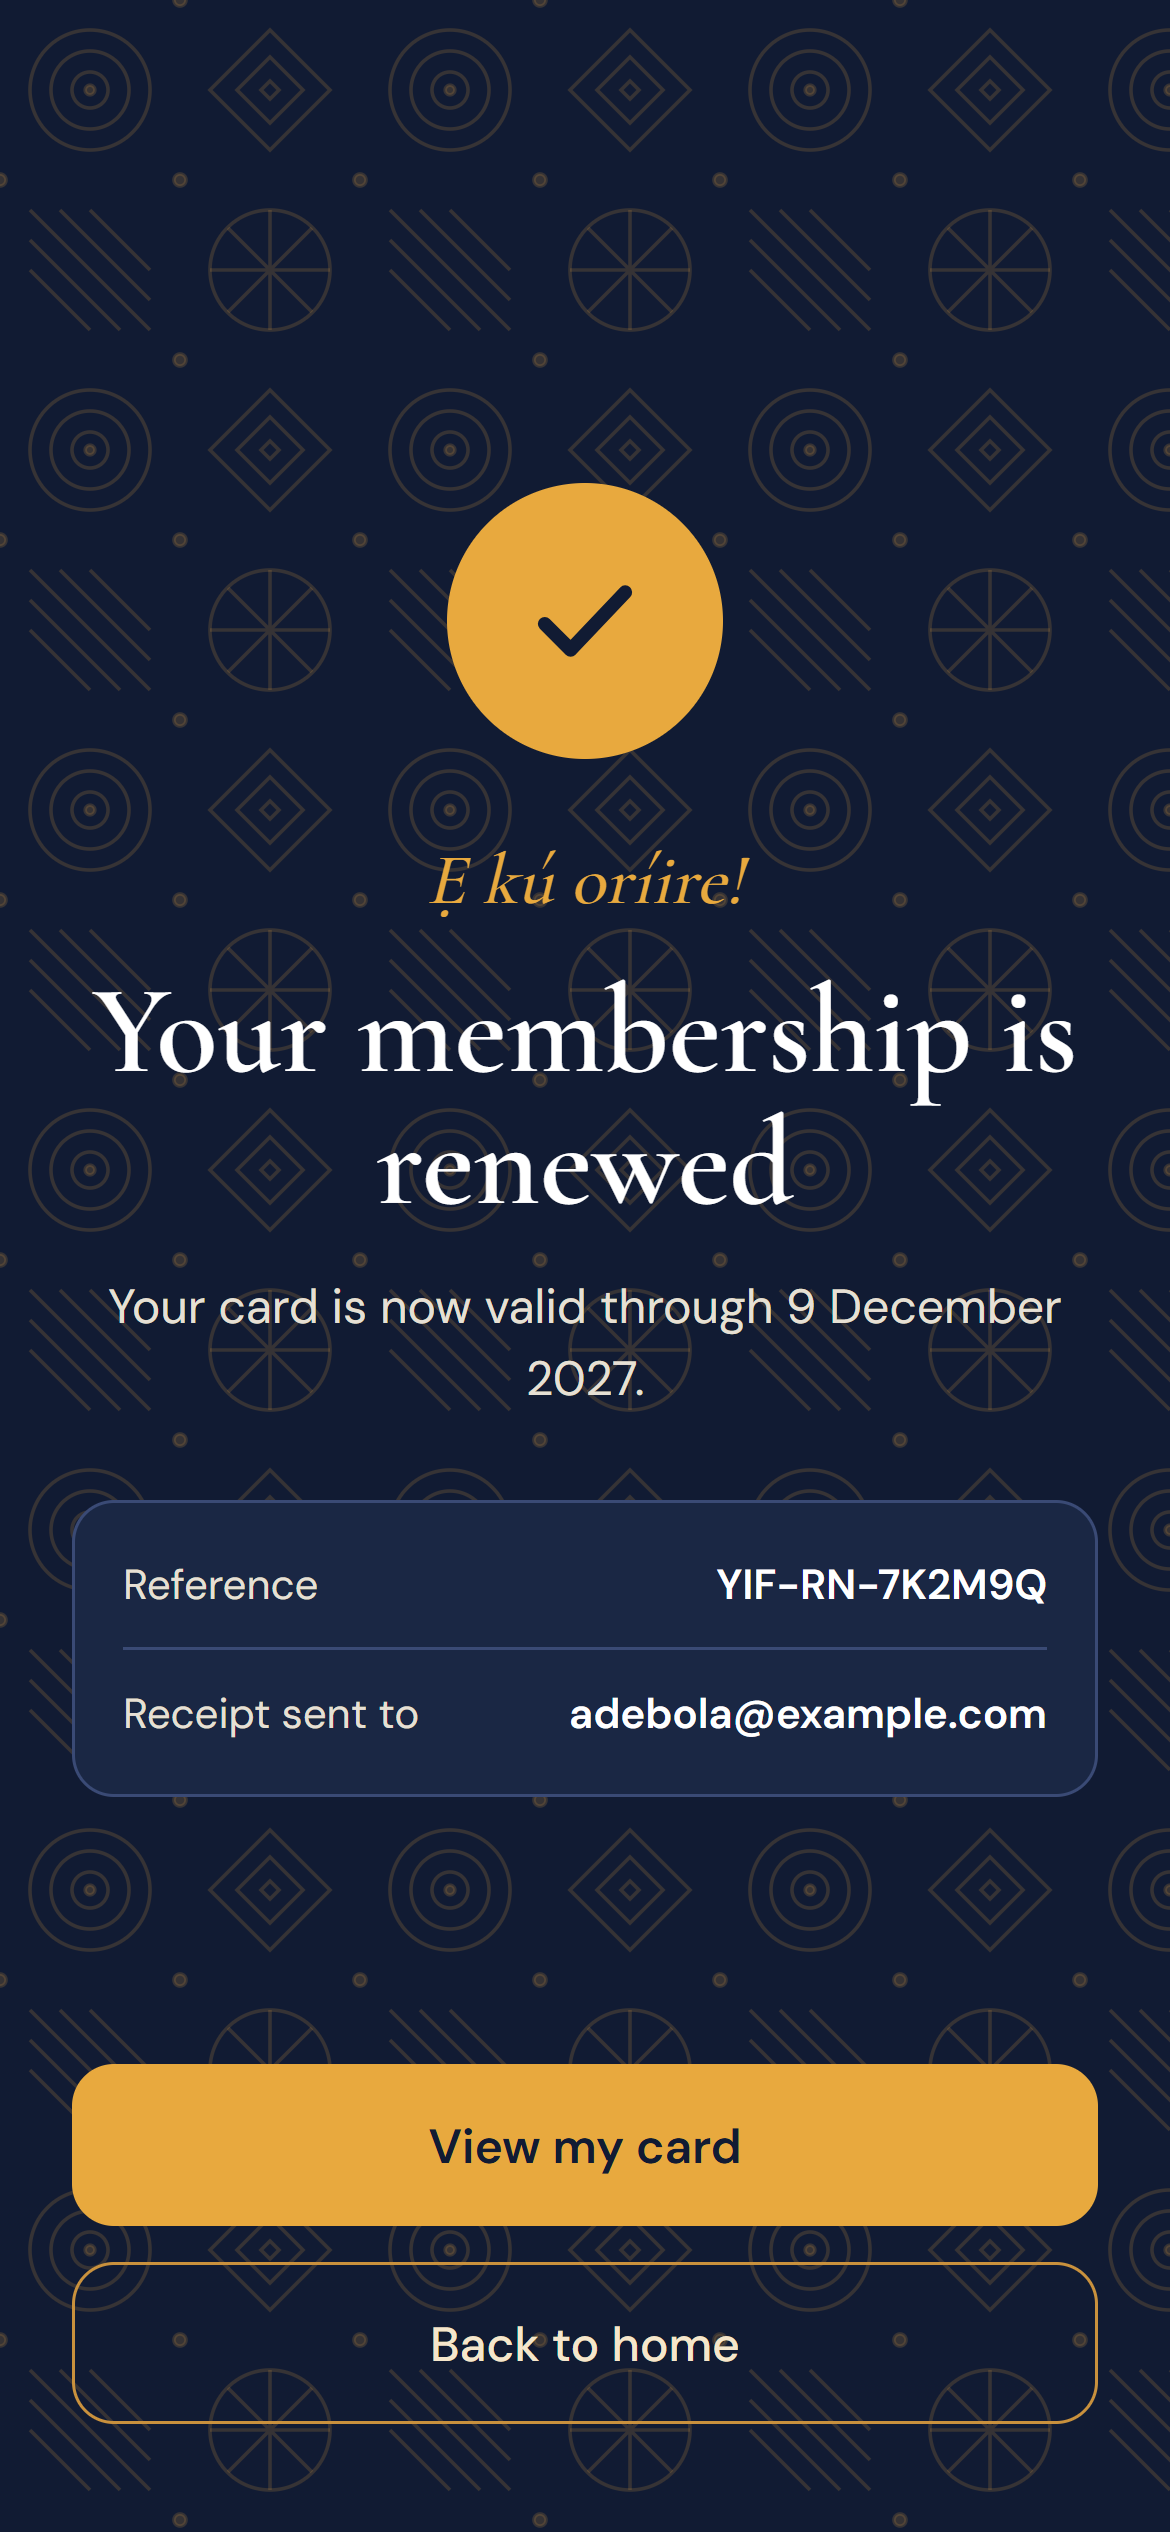 Ẹ kú oríire!
Your membership is
renewed
Your card is now valid through 9 December
2027.
Reference YIF-RN-7K2M9Q
Receipt sent to adebola@example.com
View my card
Back to home